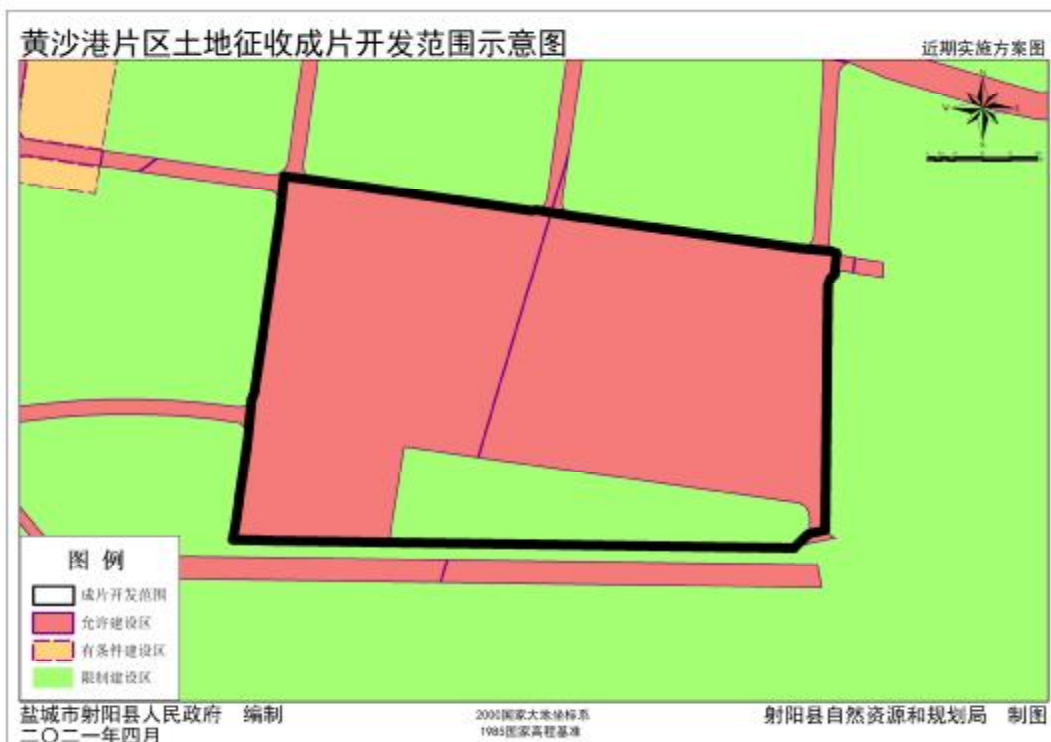 黄沙港片区土地征收成片开发范围示意图
近期实施方案图
图 例
成片开发范围
允许建设区
有条件建设区
限制建设区
盐城市射阳县人民政府 编制
二〇二一年四月
2000国家大地坐标系
1985国家高程基准
射阳县自然资源和规划局 制图